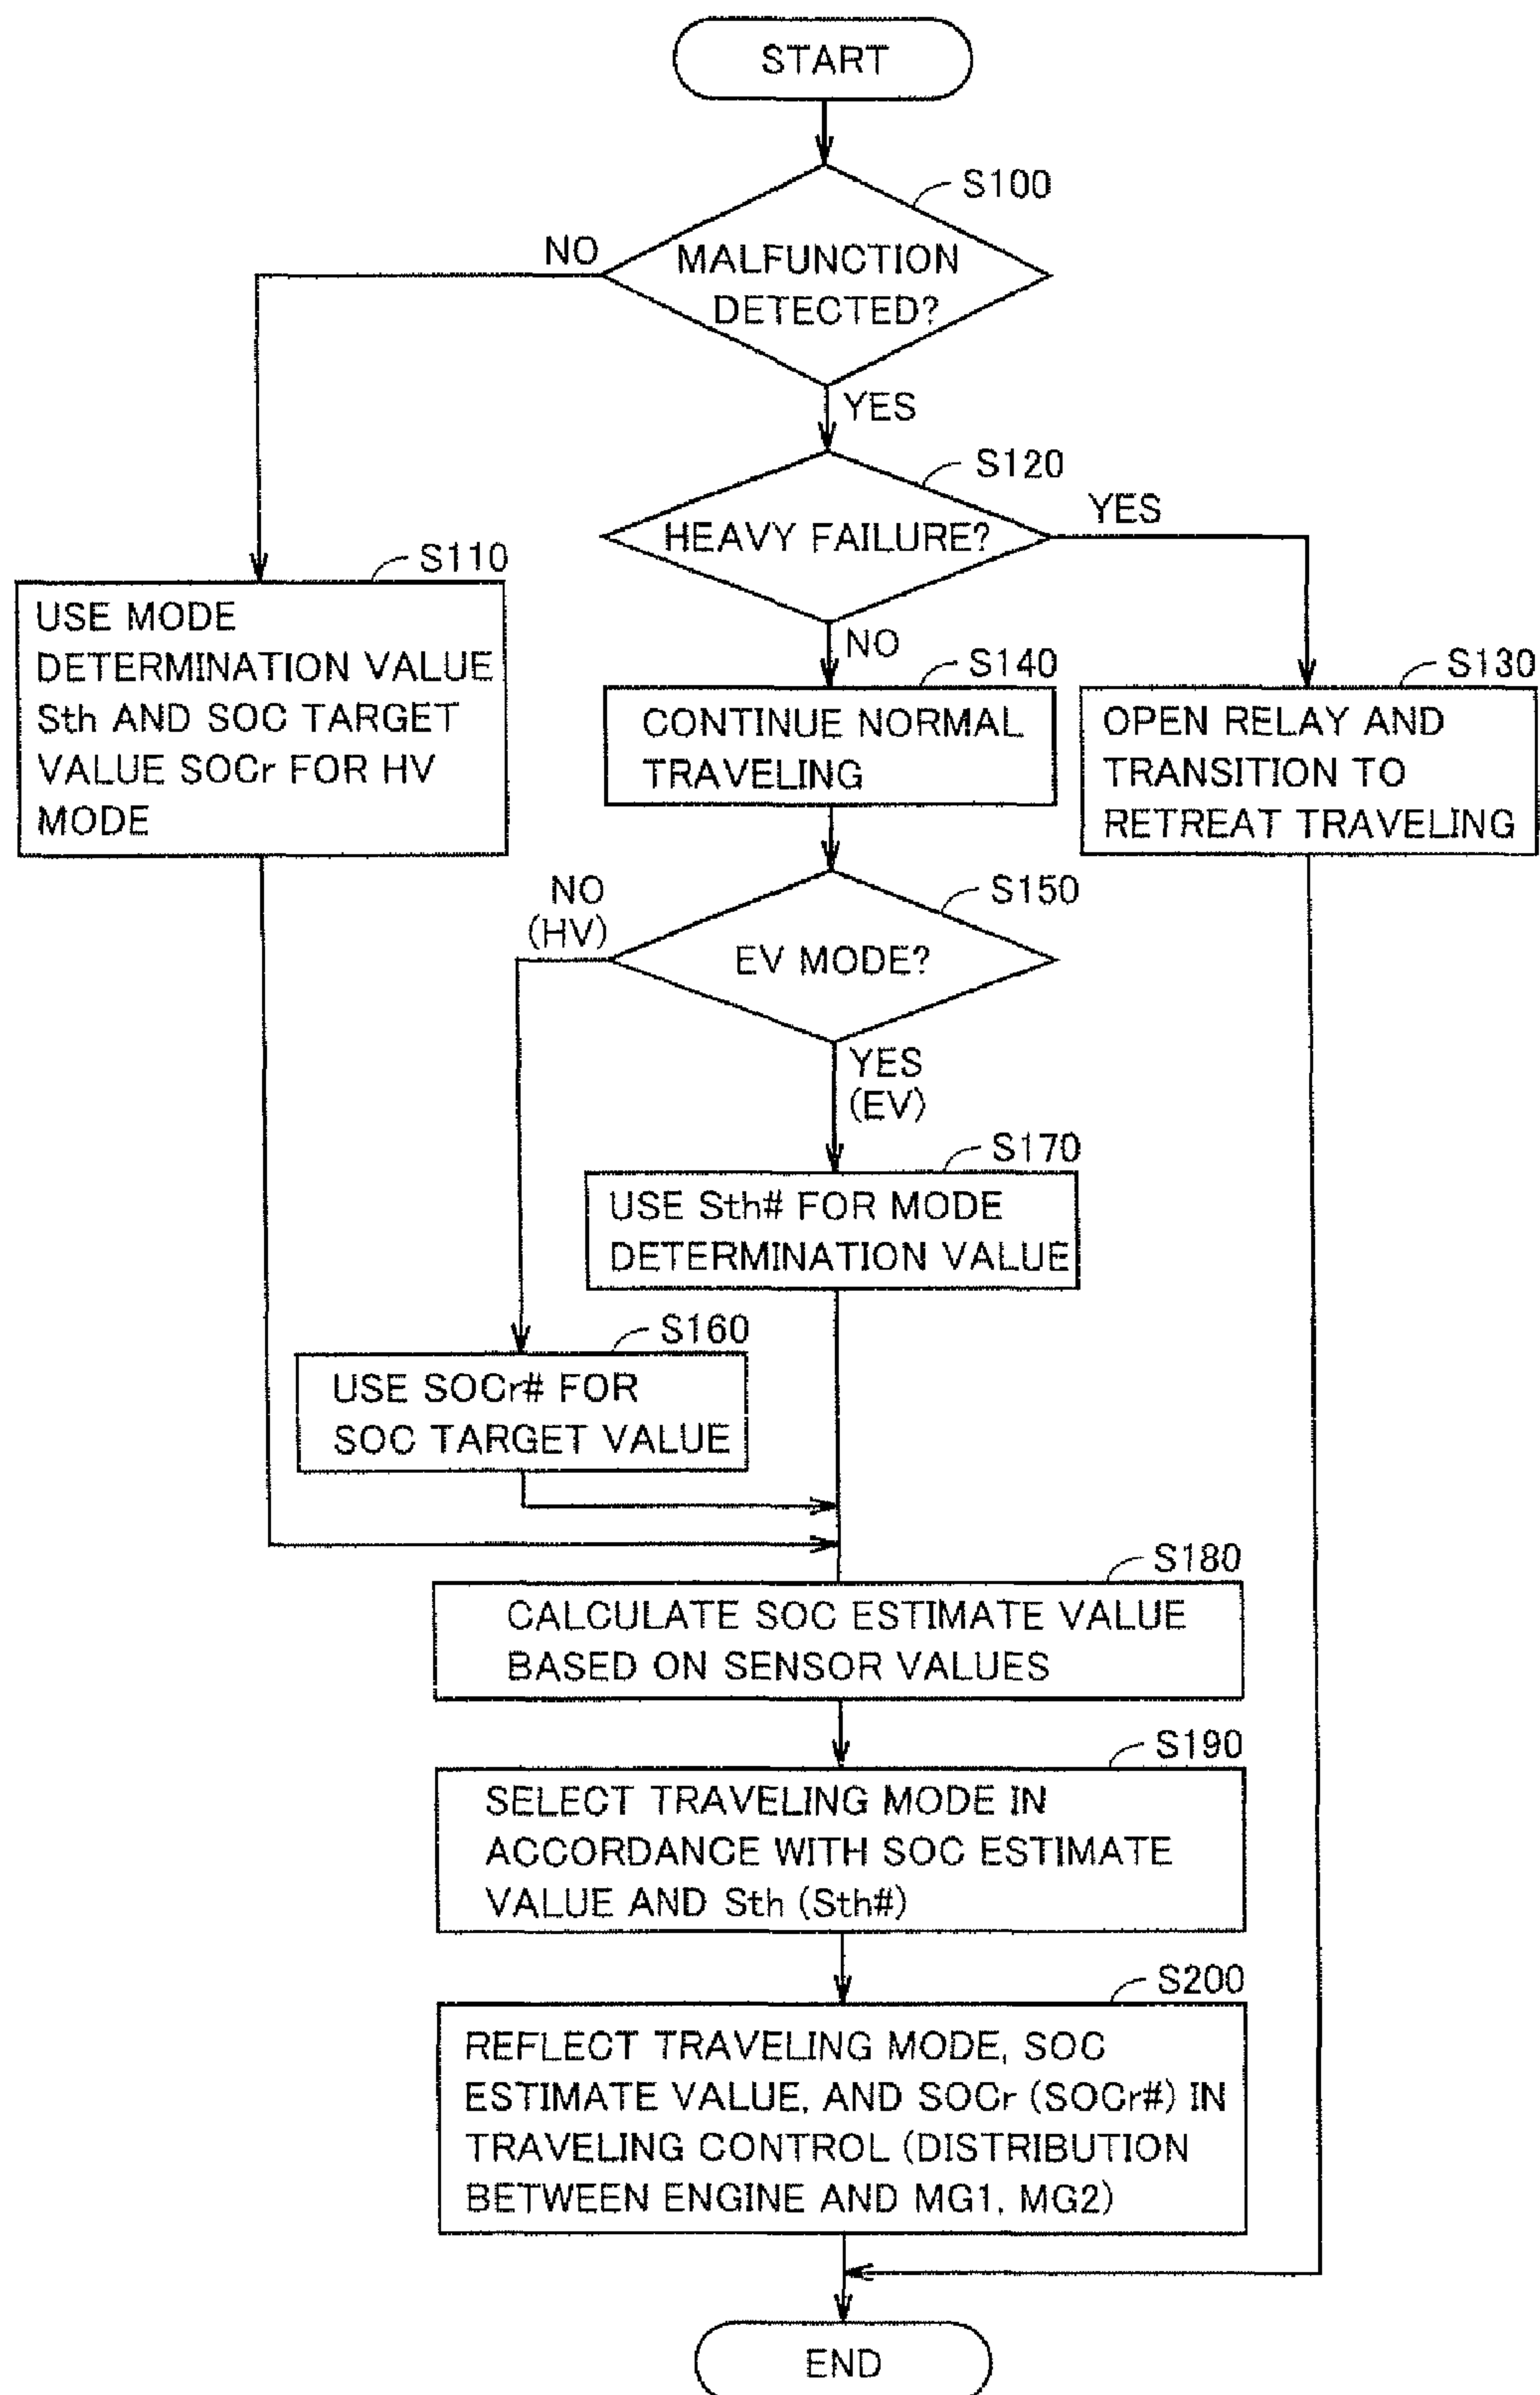 START
S100
NO
MALFUNCTION
DETECTED?
YES
S120
HEAVY FAILURE?
YES
NO
S110
USE MODE
DETERMINATION VALUE
Sth AND SOC TARGET
VALUE SOCr FOR HV
MODE
S140
CONTINUE NORMAL
TRAVELING
S130
OPEN RELAY AND
TRANSITION TO
RETREAT TRAVELING
S150
NO
(HV)
EV MODE?
YES
(EV)
S170
USE Sth# FOR MODE
DETERMINATION VALUE
S160
USE SOCr# FOR
SOC TARGET VALUE
S180
CALCULATE SOC ESTIMATE VALUE
BASED ON SENSOR VALUES
S190
SELECT TRAVELING MODE IN
ACCORDANCE WITH SOC ESTIMATE
VALUE AND Sth (Sth#)
S200
REFLECT TRAVELING MODE, SOC
ESTIMATE VALUE, AND SOCr (SOCr#) IN
TRAVELING CONTROL (DISTRIBUTION
BETWEEN ENGINE AND MG1, MG2)
END